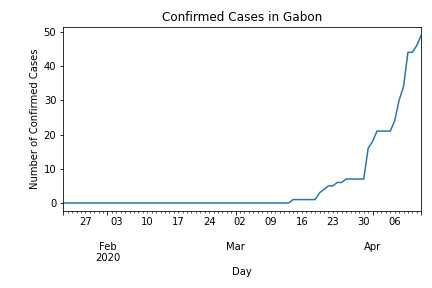 Confirmed Cases in Gabon
50
40
30
20
10
0
Number of Confirmed Cases
27 03 10 17 24 02 09 16 23 30 06
Feb Mar Apr
2020
Day